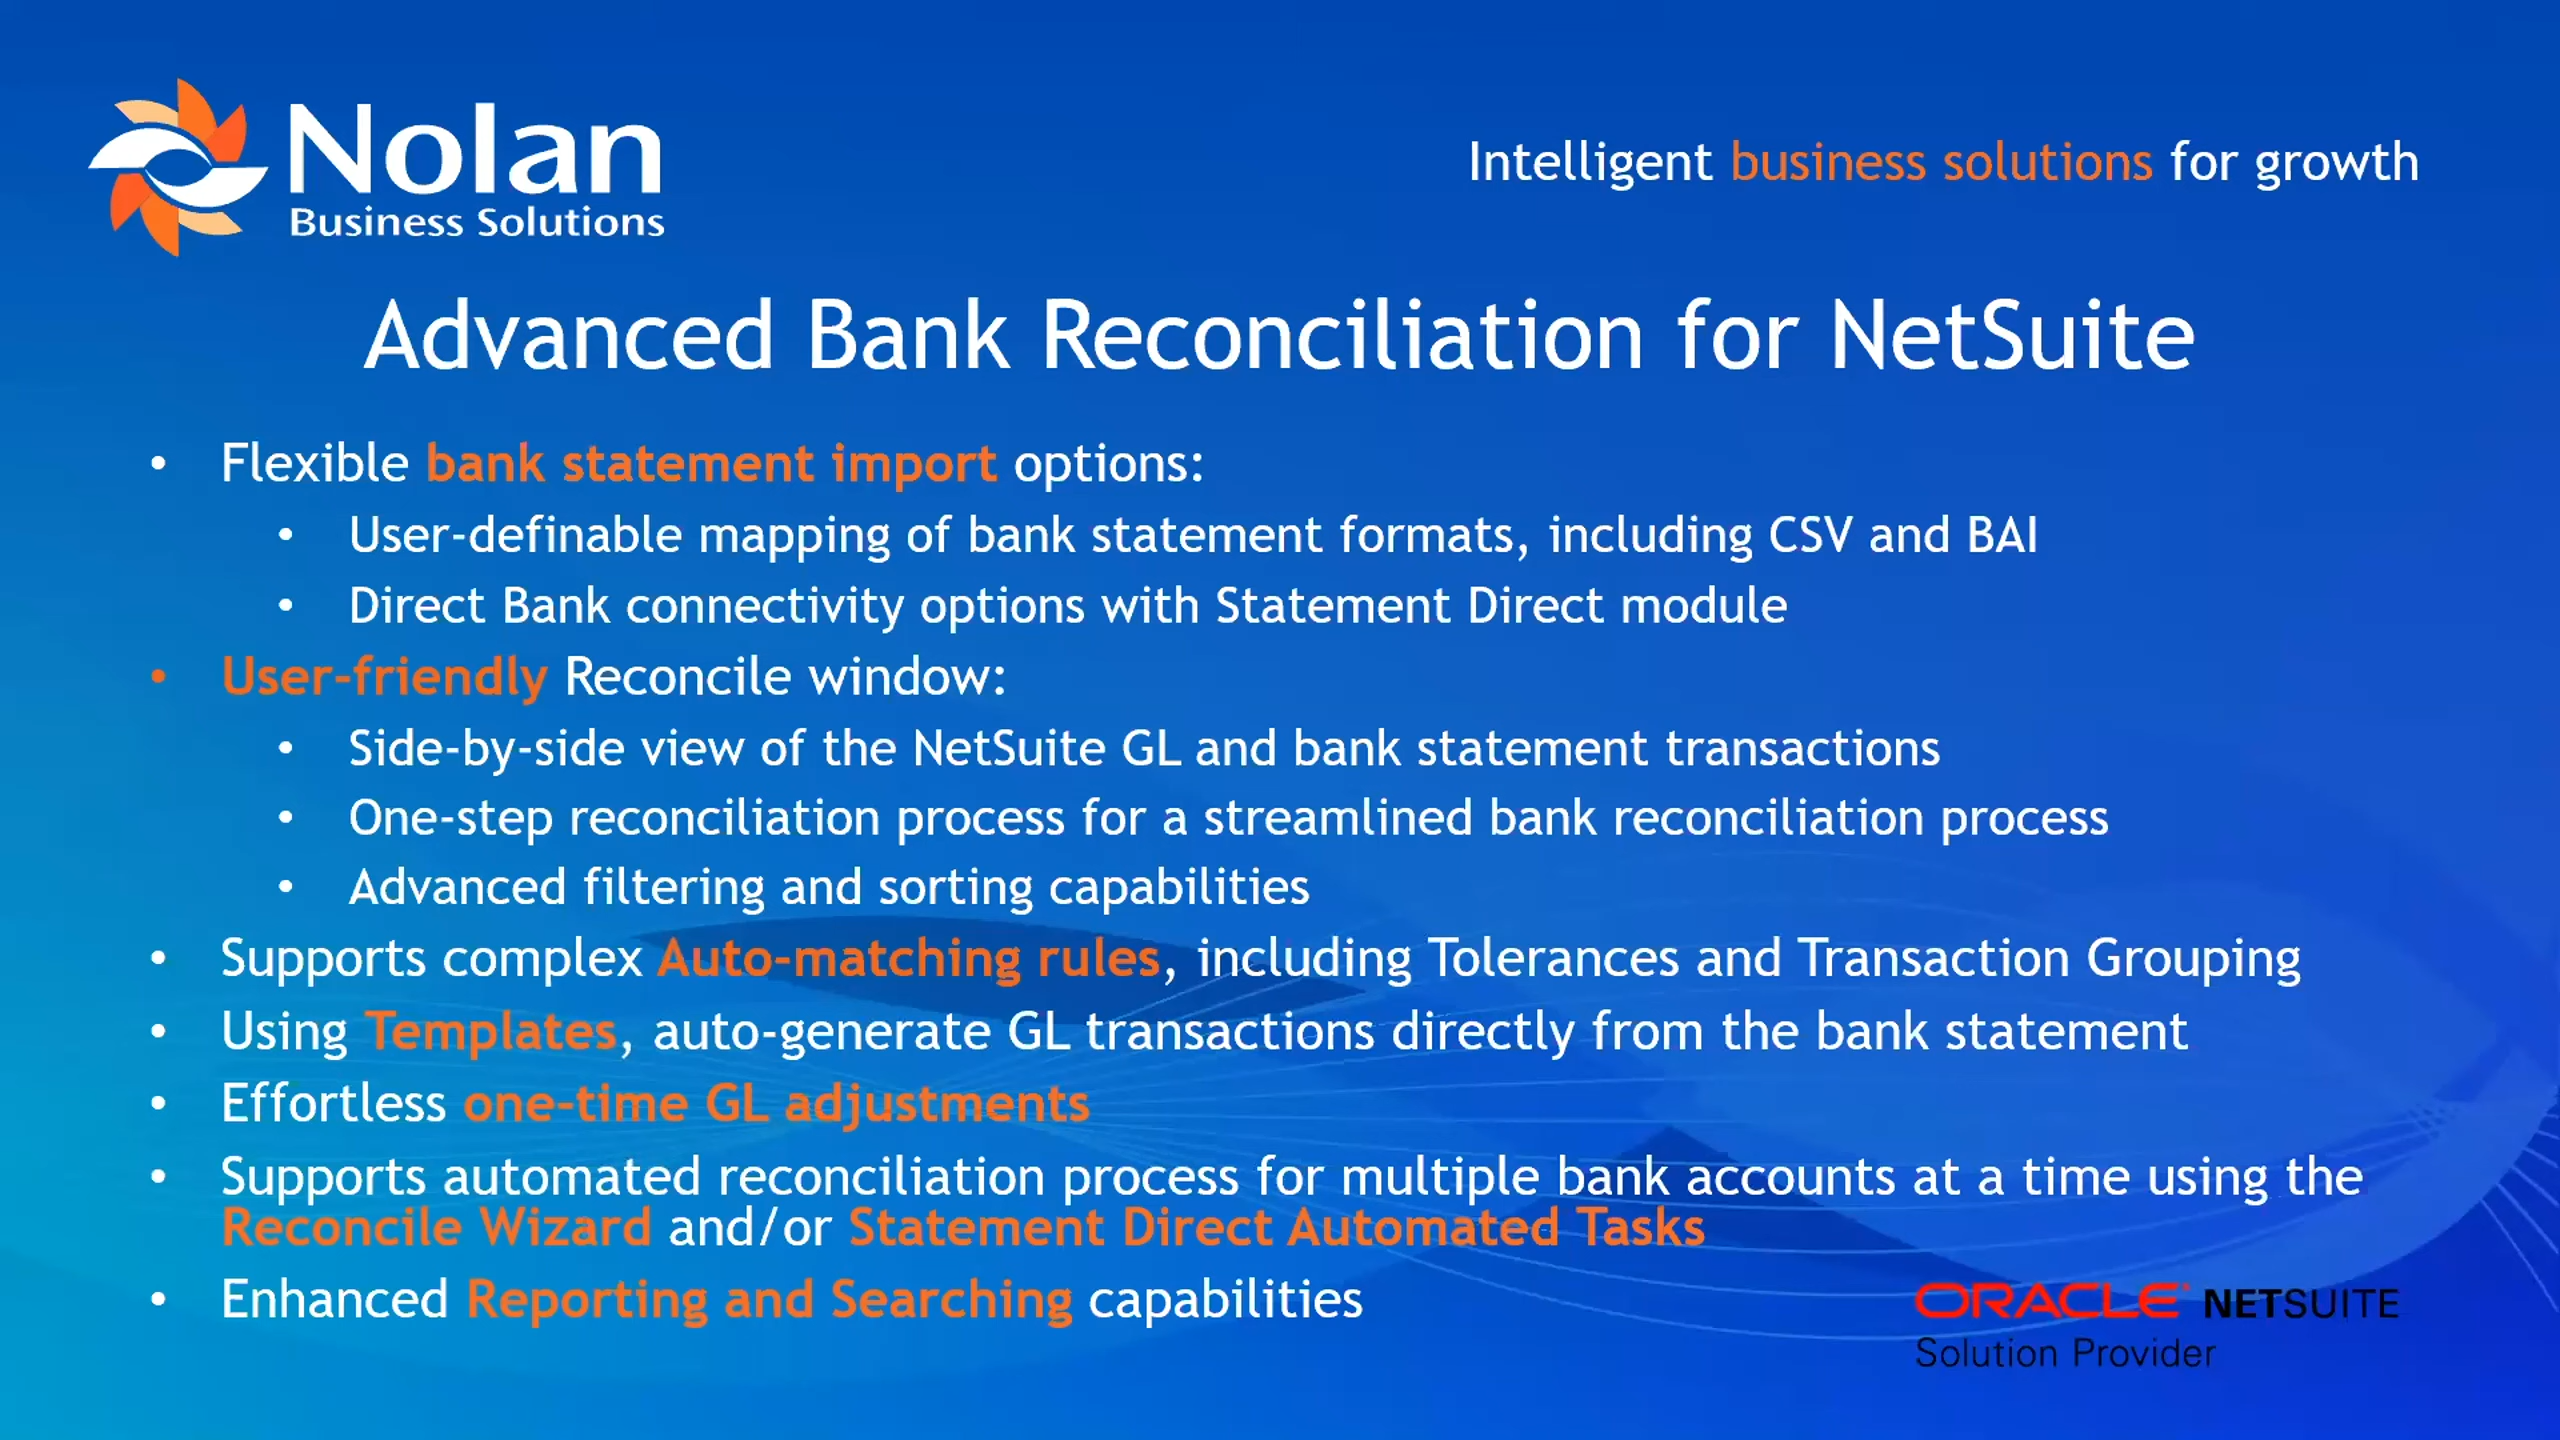 Nolan
Business Solutions
Intelligent business solutions for growth
Advanced Bank Reconciliation for NetSuite
• Flexible bank statement import options:
• User-definable mapping of bank statement formats, including CSV and BAI
• Direct Bank connectivity options with Statement Direct module
• User-friendly Reconcile window:
• Side-by-side view of the NetSuite GL and bank statement transactions
• One-step reconciliation process for a streamlined bank reconciliation process
• Advanced filtering and sorting capabilities
• Supports complex Auto-matching rules, including Tolerances and Transaction Grouping
• Using Templates, auto-generate GL transactions directly from the bank statement
• Effortless one-time GL adjustments
• Supports automated reconciliation process for multiple bank accounts at a time using the
Reconcile Wizard and/or Statement Direct Automated Tasks
• Enhanced Reporting and Searching capabilities
ORACLE NETSUITE
Solution Provider